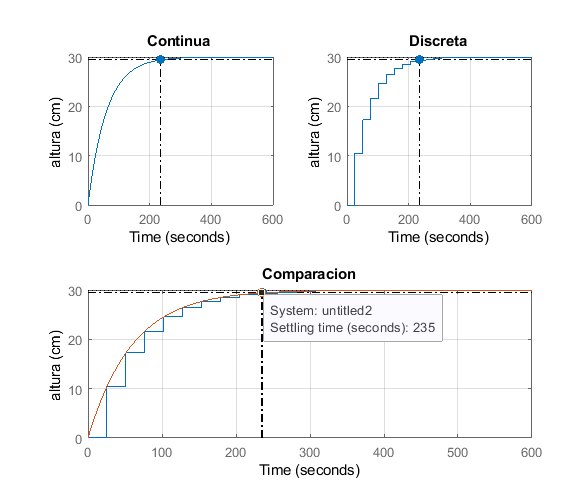 Continua
30
20
10
0
altura (cm)
0 200 400 600
Time (seconds)
Discreta
30
20
10
0
altura (cm)
0 200 400 600
Time (seconds)
Comparacion
30
20
10
0
altura (cm)
System: untitled2
Settling time (seconds): 235
0 100 200 300 400 500 600
Time (seconds)